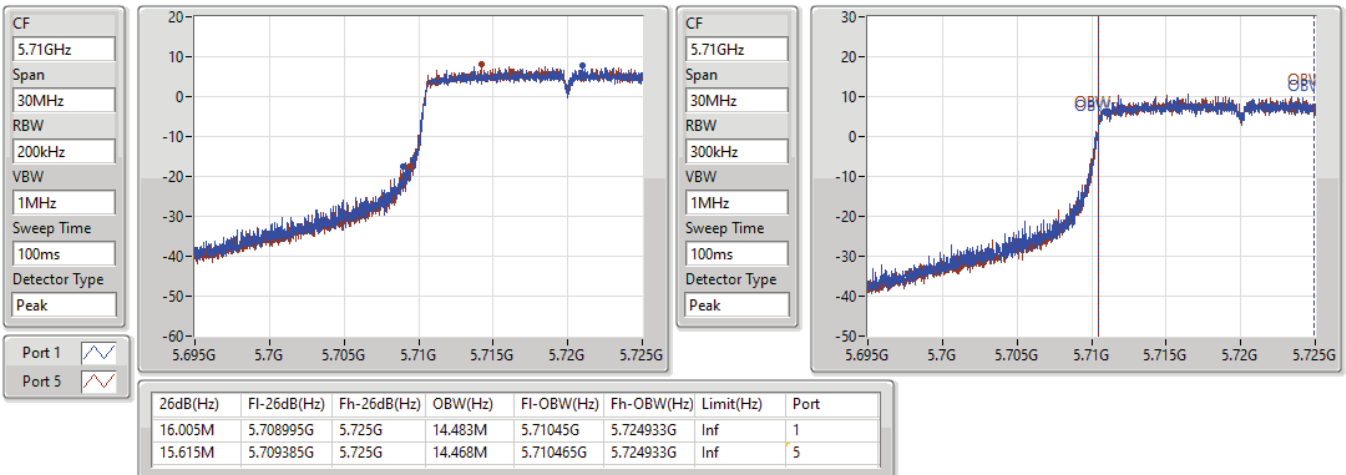 CF
5.71GHz
Span
30MHz
RBW
200kHz
VBW
1MHz
Sweep Time
100ms
Detector Type
Peak
Port 1
Port 5
20
10
0
-10
-20
-30
-40
-50
-60
5.695G 5.7G 5.705G 5.71G 5.715G 5.72G 5.725G
CF
5.71GHz
Span
30MHz
RBW
300kHz
VBW
1MHz
Sweep Time
100ms
Detector Type
Peak
30
20
10
0
-10
-20
-30
-40
-50
OBW
OBW
5.695G 5.7G 5.705G 5.71G 5.715G 5.72G 5.725G
26dB(Hz) Fl-26dB(Hz) Fh-26dB(Hz) OBW(Hz) Fl-OBW(Hz) Fh-OBW(Hz) Limit(Hz) Port
16.005M 5.708995G 5.725G 14.483M 5.71045G 5.724933G Inf 1
15.615M 5.709385G 5.725G 14.468M 5.710465G 5.724933G Inf 5